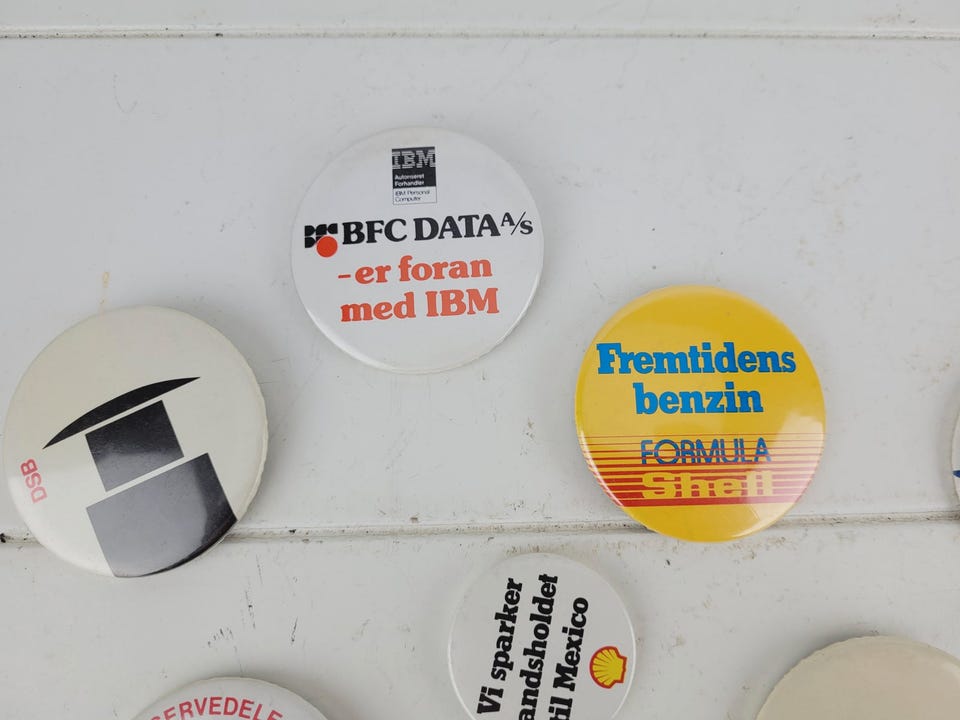 IBM
Autoriseret
Forhandler
IBM Personal
Computer
BFC DATA A/S
-er foran
med IBM
Fremtidens
benzin
FORMULA
Shell
DSB
Vi sparker
andsholdet
til Mexico
SERVEDELE